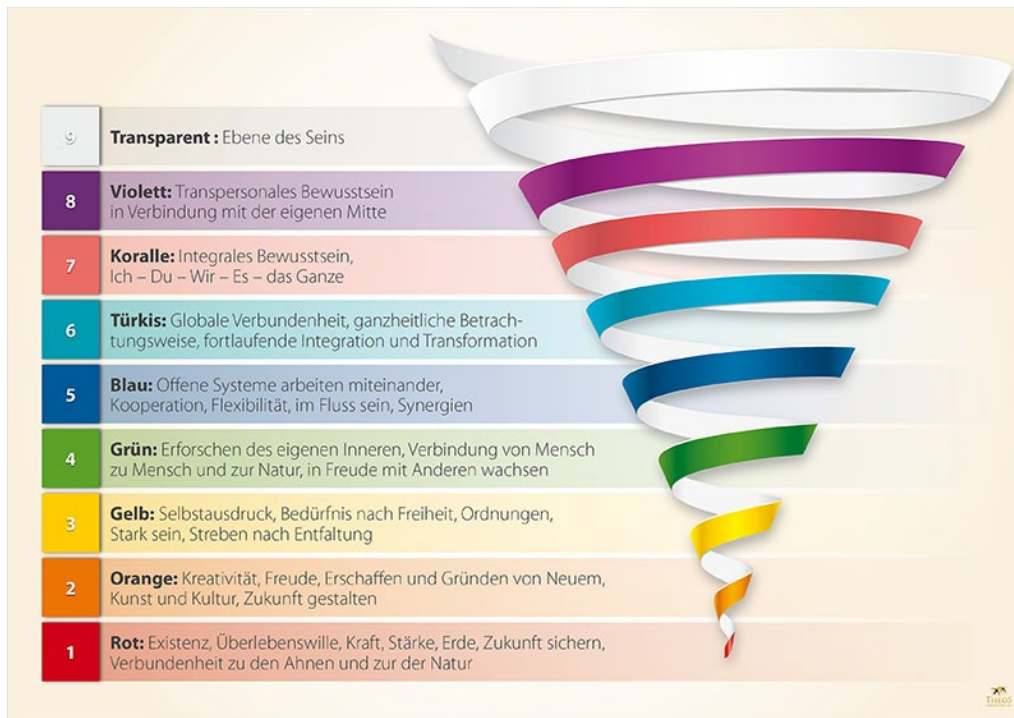 9
Transparent : Ebene des Seins
8
Violett: Transpersonales Bewusstsein
in Verbindung mit der eigenen Mitte
7
Koralle: Integrales Bewusstsein,
Ich – Du – Wir – Es – das Ganze
6
Türkis: Globale Verbundenheit, ganzheitliche Betrach-
tungsweise, fortlaufende Integration und Transformation
5
Blau: Offene Systeme arbeiten miteinander,
Kooperation, Flexibilität, im Fluss sein, Synergien
4
Grün: Erforschen des eigenen Inneren, Verbindung von Mensch
zu Mensch und zur Natur, in Freude mit Anderen wachsen
3
Gelb: Selbstausdruck, Bedürfnis nach Freiheit, Ordnungen,
Stark sein, Streben nach Entfaltung
2
Orange: Kreativität, Freude, Erschaffen und Gründen von Neuem,
Kunst und Kultur, Zukunft gestalten
1
Rot: Existenz, Überlebenswille, Kraft, Stärke, Erde, Zukunft sichern,
Verbundenheit zu den Ahnen und zur der Natur